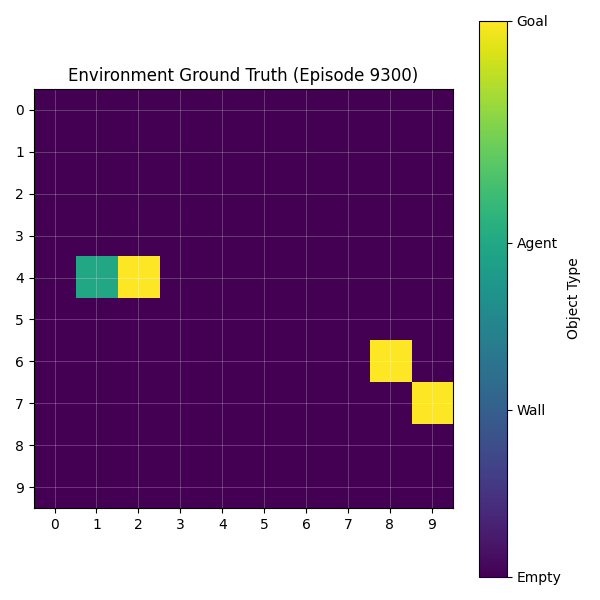 Environment Ground Truth (Episode 9300)
0
1
2
3
4
5
6
7
8
9
0 1 2 3 4 5 6 7 8 9
Goal
Agent
Wall
Empty
Object Type